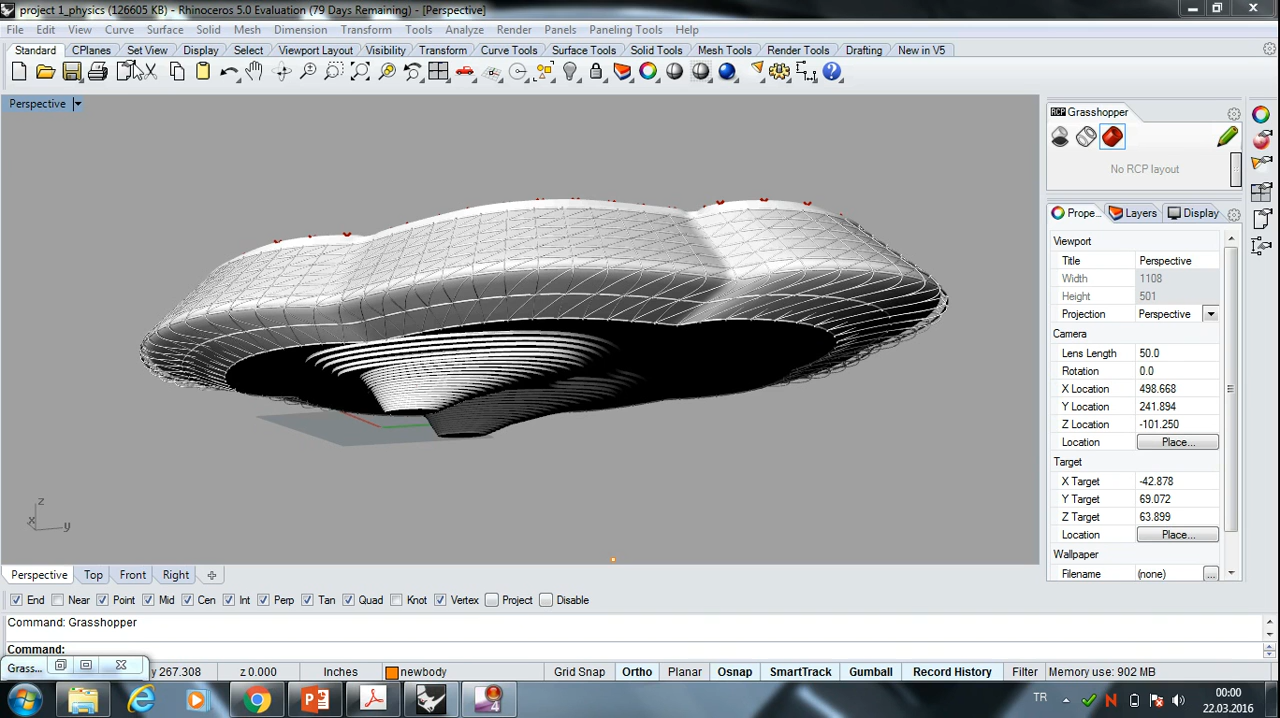 project 1_physics (126605 KB) - Rhinoceros 5.0 Evaluation (79 Days Remaining) - [Perspective]
File Edit View Curve Surface Solid Mesh Dimension Transform Tools Analyze Render Panels Paneling Tools Help
Standard CPlanes Set View Display Select Viewport Layout Visibility Transform Curve Tools Surface Tools Solid Tools Mesh Tools Render Tools Drafting New in V5
Perspective
RCP Grasshopper
No RCP layout
Prope... Layers Display
Viewport
Title Perspective
Width 1108
Height 501
Projection Perspective
Camera
Lens Length 50.0
Rotation 0.0
X Location 498.668
Y Location 241.894
Z Location -101.250
Location Place...
Target
X Target -42.878
Y Target 69.072
Z Target 63.899
Location Place...
Wallpaper
Filename (none) ...
z
x y
Perspective Top Front Right
End Near Point Mid Cen Int Perp Tan Quad Knot Vertex Project Disable
Command: Grasshopper
Command:
Grass... y 267.308 z 0.000 Inches newbody Grid Snap Ortho Planar Osnap SmartTrack Gumball Record History Filter Memory use: 902 MB
4 TR 00:00
22.03.2016